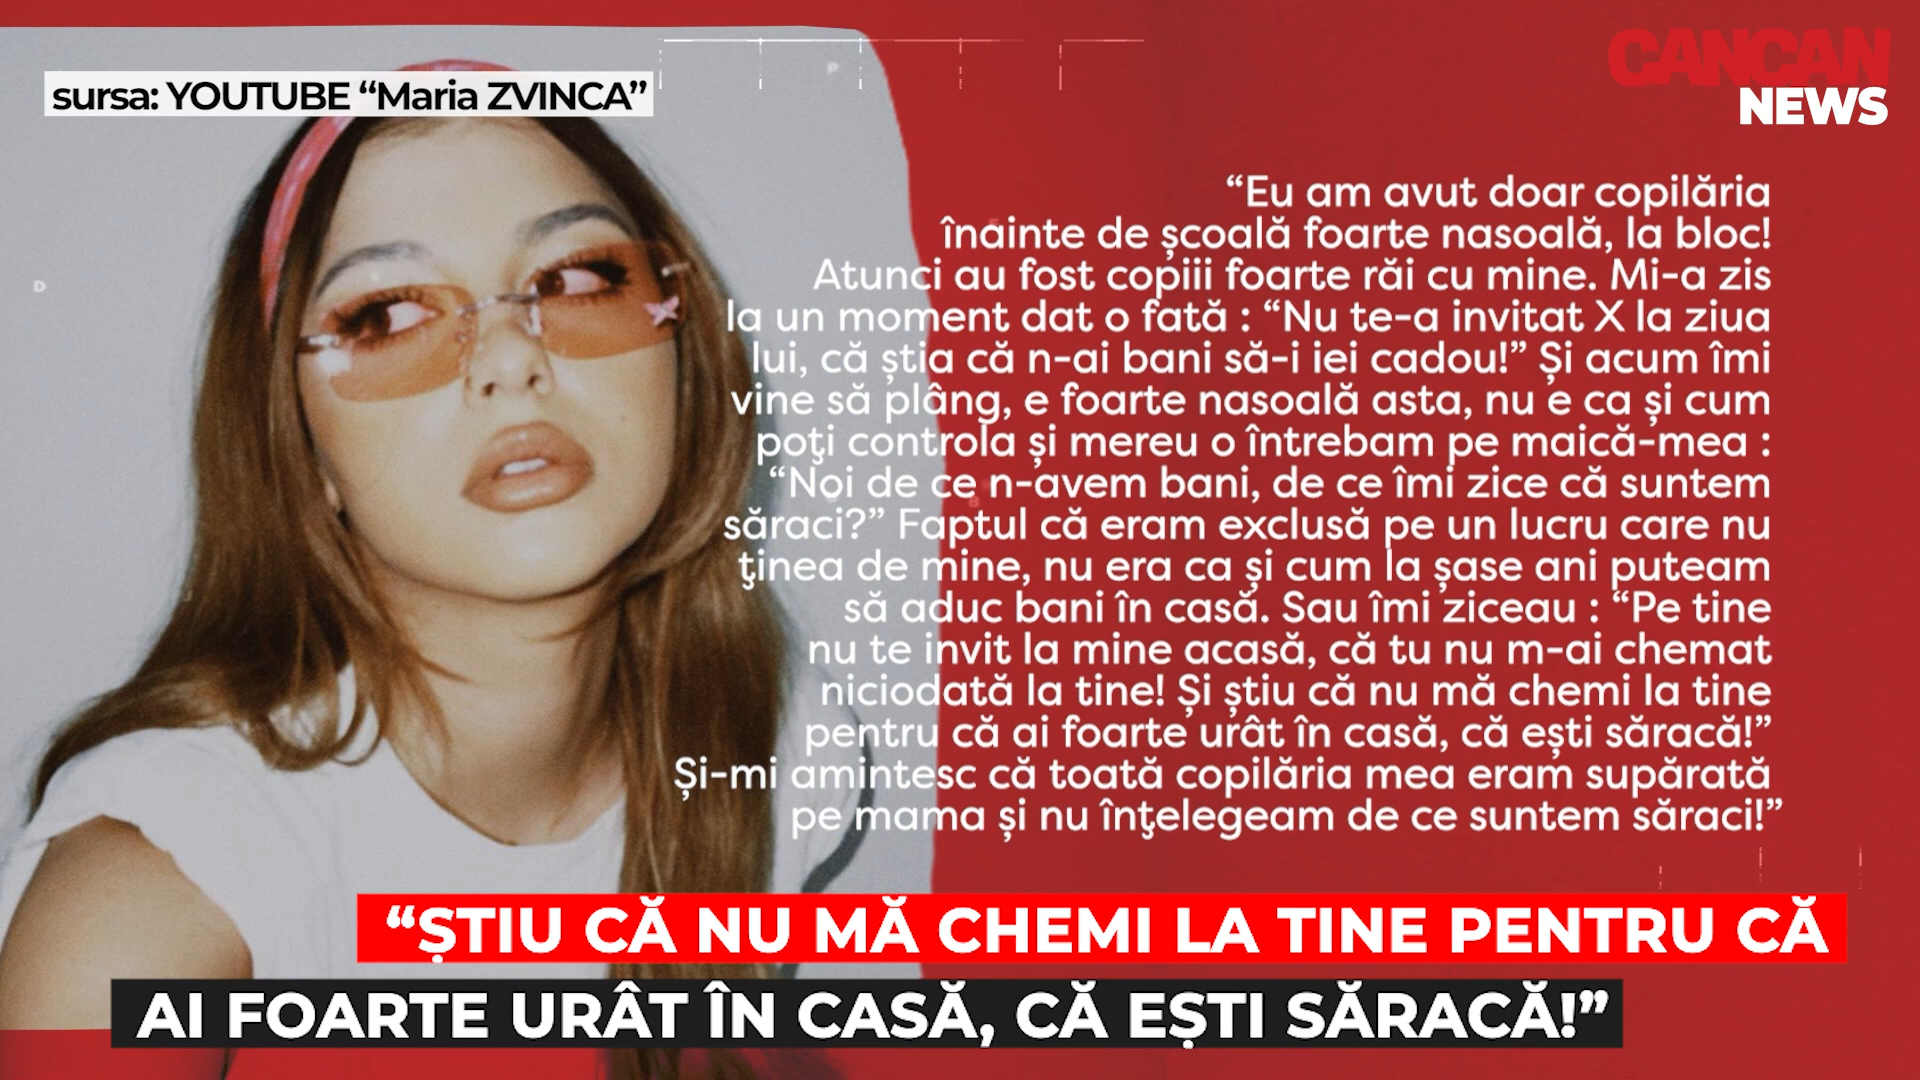 sursa: YOUTUBE “Maria ZVINCA”
CANCAN
NEWS
“Eu am avut doar copilăria
înainte de școală foarte nasoală, la bloc!
Atunci au fost copiii foarte răi cu mine. Mi-a zis
la un moment dat o fată : “Nu te-a invitat X la ziua
lui, că știa că n-ai bani să-i iei cadou!” Și acum îmi
vine să plâng, e foarte nasoală asta, nu e ca și cum
poţi controla și mereu o întrebam pe maică-mea :
“Noi de ce n-avem bani, de ce îmi zice că suntem
săraci?” Faptul că eram exclusă pe un lucru care nu
ţinea de mine, nu era ca și cum la șase ani puteam
să aduc bani în casă. Sau îmi ziceau : “Pe tine
nu te invit la mine acasă, că tu nu m-ai chemat
niciodată la tine! Și știu că nu mă chemi la tine
pentru că ai foarte urât în casă, că ești săracă!”
Și-mi amintesc că toată copilăria mea eram supărată
pe mama și nu înţelegeam de ce suntem săraci!”
“ȘTIU CĂ NU MĂ CHEMI LA TINE PENTRU CĂ
AI FOARTE URÂT ÎN CASĂ, CĂ EȘTI SĂRACĂ!”